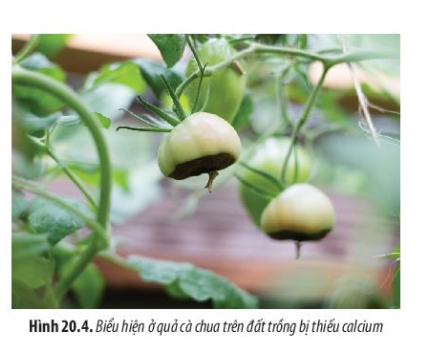 Hình 20.4. Biểu hiện ở quả cà chua trên đất trồng bị thiếu calcium